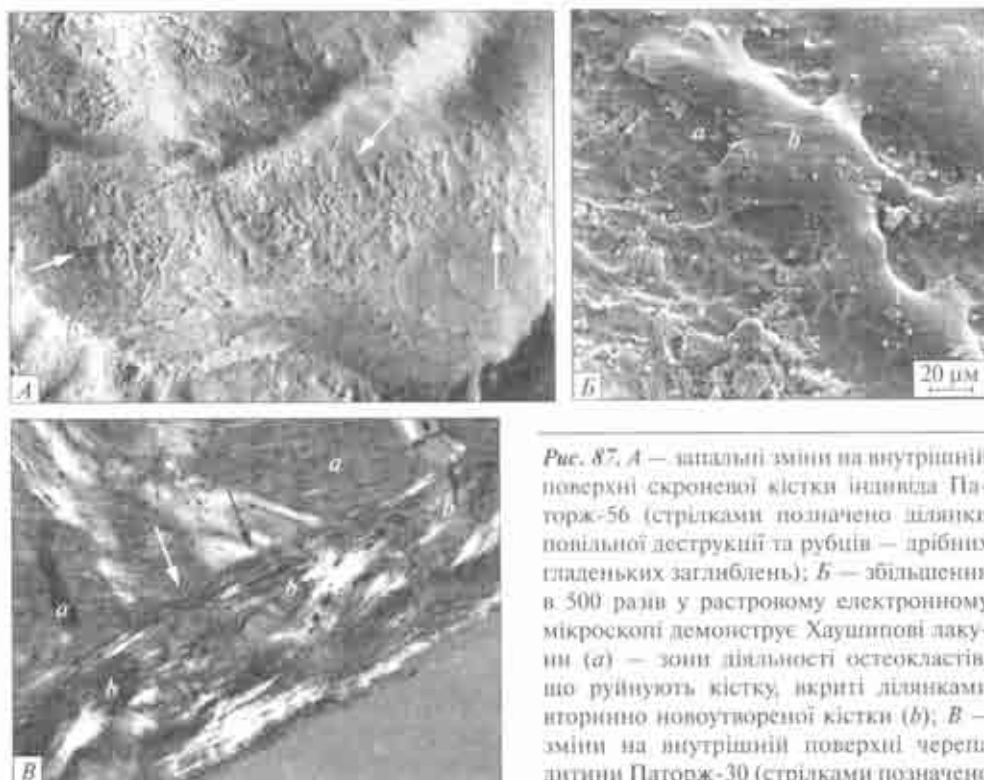 a
b
20 μм
А
Б
a
b
a
b
b
В
Рис. 87. А — запальні зміни на внутрішній
поверхні скроневої кістки індивіда Па-
торж-56 (стрілками позначено ділянки
повільної деструкції та рубців — дрібних
гладеньких заглиблень); Б — збільшення
в 500 разів у растровому електронному
мікроскопі демонструє Хаушипові лаку-
ни (a) — зони діяльності остеокластів,
що руйнують кістку, вкриті ділянками
вторинно новоутвореної кістки (b); В —
зміни на внутрішній поверхні черепа
дитини Паторж-30 (стрілками позначено